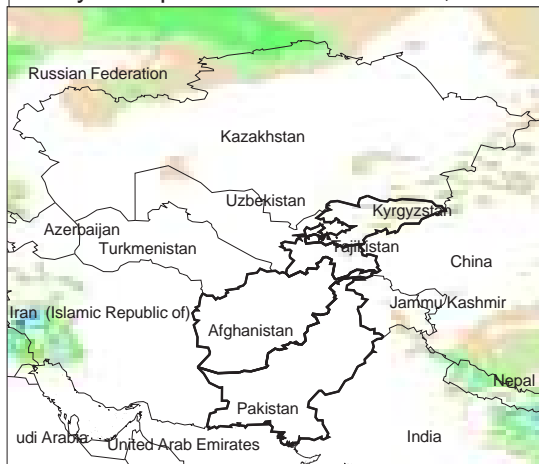 Russian Federation
Kazakhstan
Uzbekistan
Kyrgyzstan
Azerbaijan
Turkmenistan
Tajikistan
China
Iran (Islamic Republic of)
Jammu Kashmir
Afghanistan
Nepal
Pakistan
udi Arabia
United Arab Emirates
India